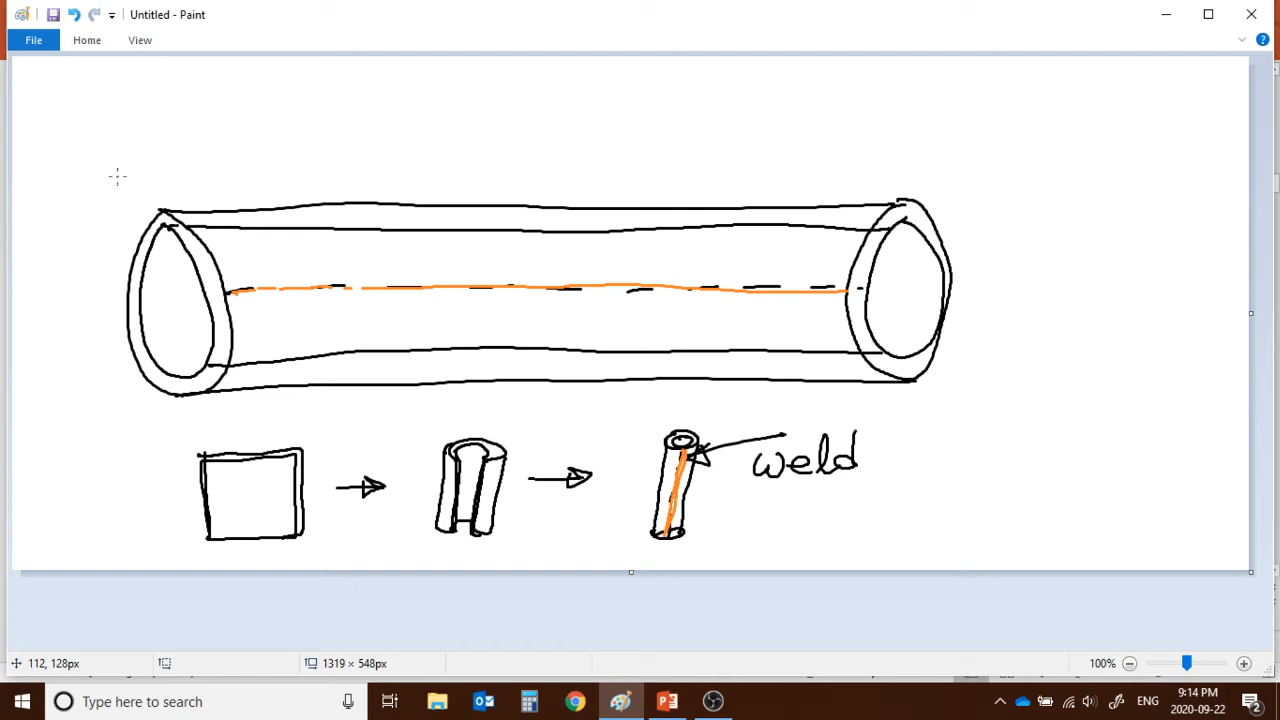 Untitled - Paint
File Home View
weld
112, 128px
1319 × 548px
100%
Type here to search
ENG
9:14 PM
2020-09-22
2